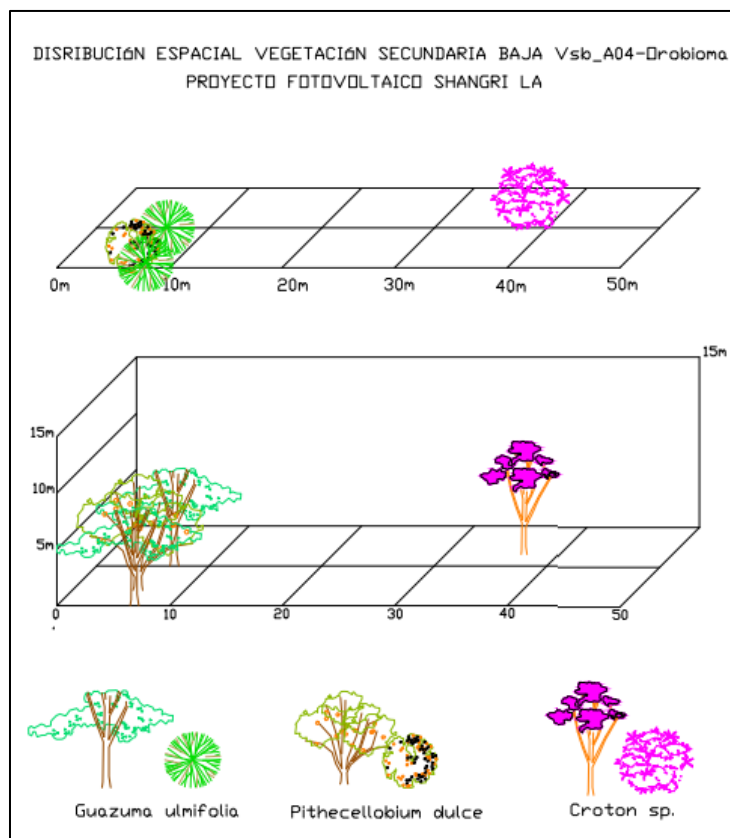 DISRIBUCIóN ESPACIAL VEGETACIóN SECUNDARIA BAJA Vsb_A04-Orobioma
PROYECTO FOTOVOLTAICO SHANGRI LA
0m 10m 20m 30m 40m 50m
15m
15m
10m
5m
0 10 20 30 40 50
Guazuma ulmifolia Pithecellobium dulce Croton sp.